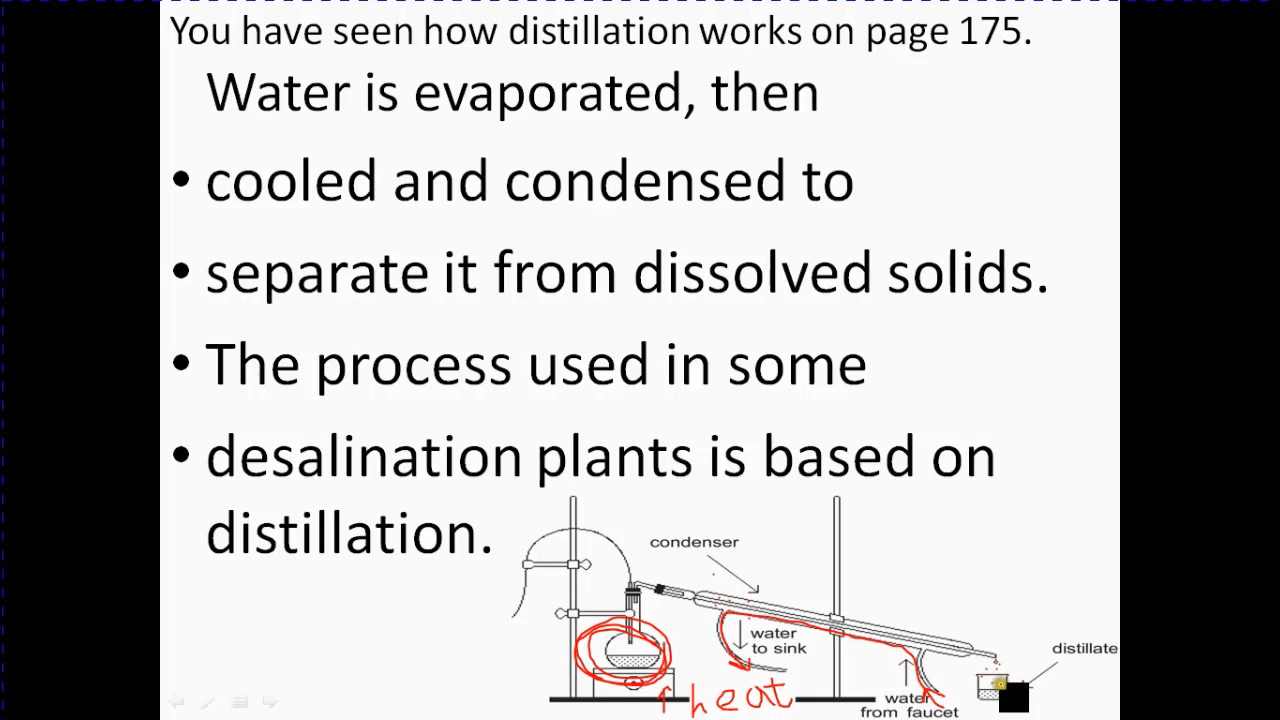 You have seen how distillation works on page 175.
Water is evaporated, then
• cooled and condensed to
• separate it from dissolved solids.
• The process used in some
• desalination plants is based on
distillation.
condenser
water
to sink
distillate
heat
water
from faucet